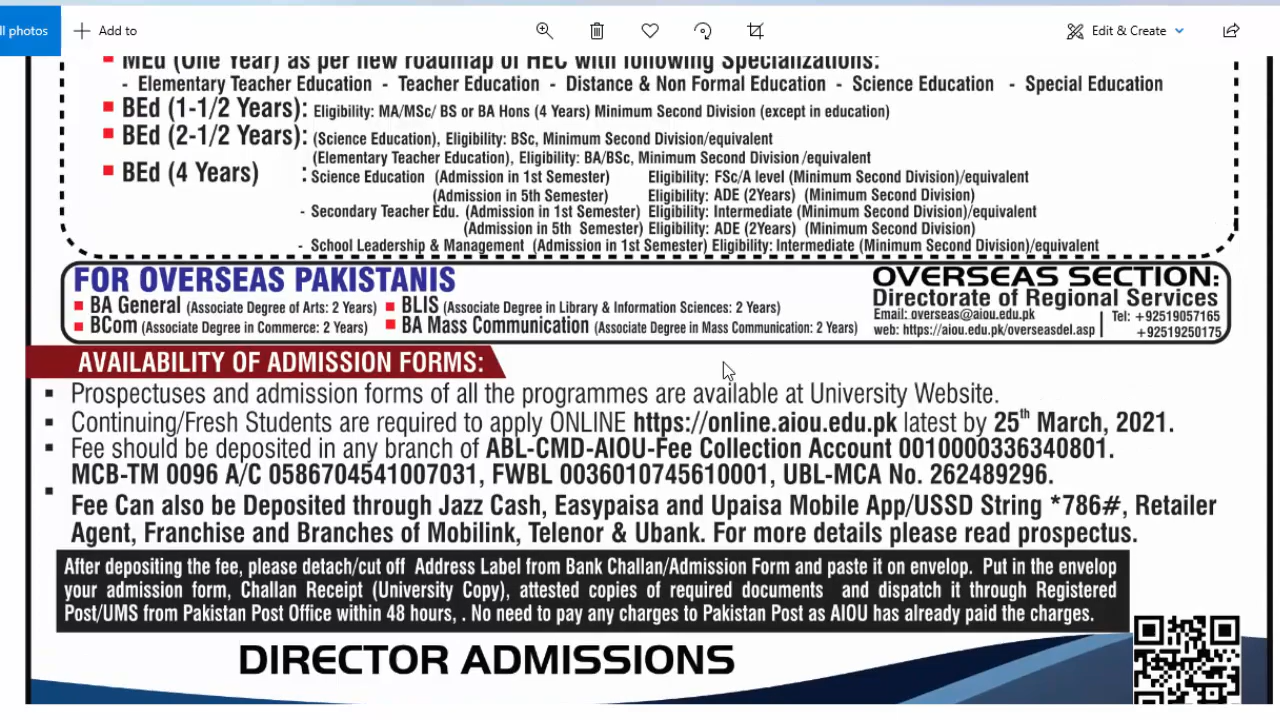 ll photos
Add to
Edit & Create
MEd (One Year) as per new roadmap of HEC with following Specializations:
- Elementary Teacher Education - Teacher Education - Distance & Non Formal Education - Science Education - Special Education
BEd (1-1/2 Years): Eligibility: MA/MSc/ BS or BA Hons (4 Years) Minimum Second Division (except in education)
BEd (2-1/2 Years): (Science Education), Eligibility: BSc, Minimum Second Division/equivalent
(Elementary Teacher Education), Eligibility: BA/BSc, Minimum Second Division /equivalent
BEd (4 Years) : Science Education (Admission in 1st Semester) Eligibility: FSc/A level (Minimum Second Division)/equivalent
(Admission in 5th Semester) Eligibility: ADE (2Years) (Minimum Second Division)
- Secondary Teacher Edu. (Admission in 1st Semester) Eligibility: Intermediate (Minimum Second Division)/equivalent
(Admission in 5th Semester) Eligibility: ADE (2Years) (Minimum Second Division)
- School Leadership & Management (Admission in 1st Semester) Eligibility: Intermediate (Minimum Second Division)/equivalent
FOR OVERSEAS PAKISTANIS
BA General (Associate Degree of Arts: 2 Years)
BLIS (Associate Degree in Library & Information Sciences: 2 Years)
BCom (Associate Degree in Commerce: 2 Years)
BA Mass Communication (Associate Degree in Mass Communication: 2 Years)
OVERSEAS SECTION:
Directorate of Regional Services
Email: overseas@aiou.edu.pk
web: https://aiou.edu.pk/overseasdel.asp
Tel: +92519057165
+92519250175
AVAILABILITY OF ADMISSION FORMS:
Prospectuses and admission forms of all the programmes are available at University Website.
Continuing/Fresh Students are required to apply ONLINE https://online.aiou.edu.pk latest by 25th March, 2021.
Fee should be deposited in any branch of ABL-CMD-AIOU-Fee Collection Account 0010000336340801.
MCB-TM 0096 A/C 0586704541007031, FWBL 0036010745610001, UBL-MCA No. 262489296.
Fee Can also be Deposited through Jazz Cash, Easypaisa and Upaisa Mobile App/USSD String *786#, Retailer
Agent, Franchise and Branches of Mobilink, Telenor & Ubank. For more details please read prospectus.
After depositing the fee, please detach/cut off Address Label from Bank Challan/Admission Form and paste it on envelop. Put in the envelop
your admission form, Challan Receipt (University Copy), attested copies of required documents and dispatch it through Registered
Post/UMS from Pakistan Post Office within 48 hours, . No need to pay any charges to Pakistan Post as AIOU has already paid the charges.
DIRECTOR ADMISSIONS